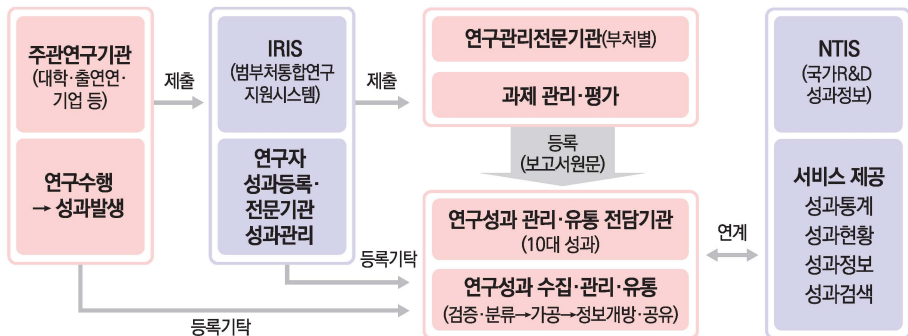 주관연구기관
(대학·출연연·
기업 등)
연구수행
→ 성과발생
제출
IRIS
(범부처통합연구
지원시스템)
연구자
성과등록·
전문기관
성과관리
제출
연구관리전문기관(부처별)
과제 관리·평가
등록
(보고서원문)
연구성과 관리·유통 전담기관
(10대 성과)
연구성과 수집·관리·유통
(검증·분류→가공→정보개방·공유)
등록기탁
등록기탁
연계
NTIS
(국가R&D
성과정보)
서비스 제공
성과통계
성과현황
성과정보
성과검색